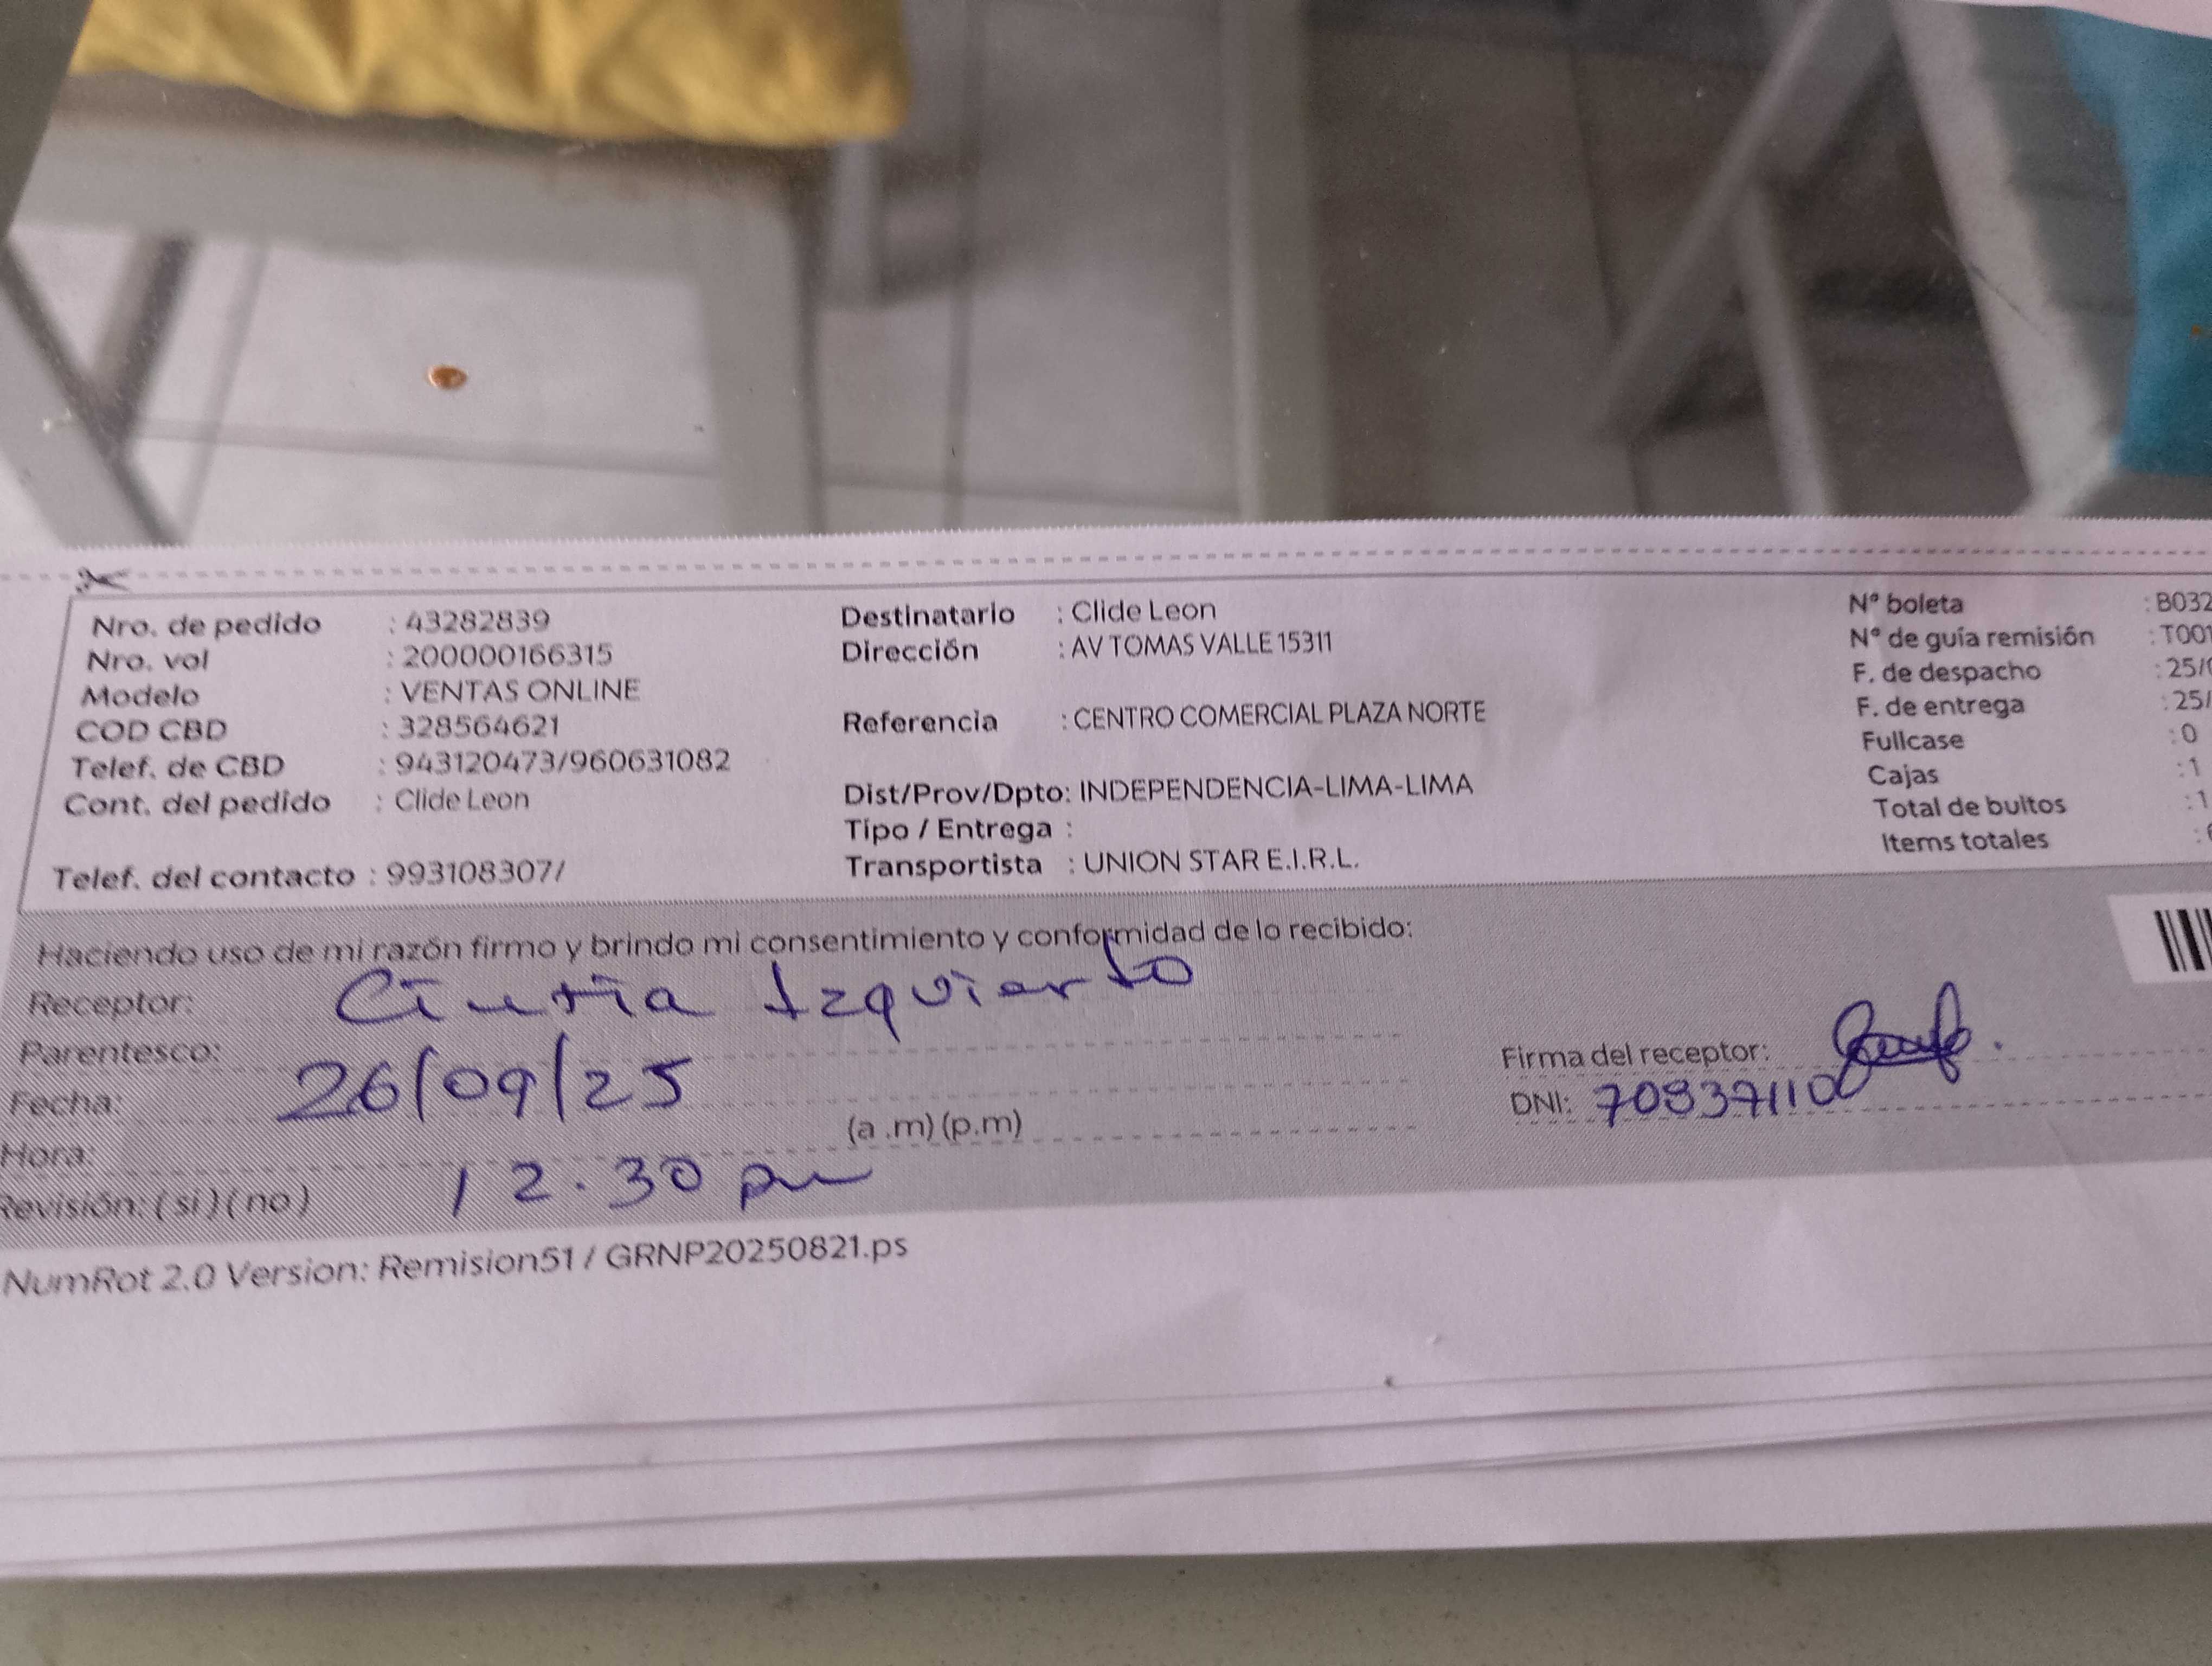 Nro. de pedido : 43282839
Nro. vol : 200000166315
Modelo : VENTAS ONLINE
COD CBD : 328564621
Telef. de CBD : 943120473/960631082
Cont. del pedido : Clide Leon
Telef. del contacto : 993108307/
Destinatario : Clide Leon
Dirección : AV TOMAS VALLE 15311
Referencia : CENTRO COMERCIAL PLAZA NORTE
Dist/Prov/Dpto: INDEPENDENCIA-LIMA-LIMA
Tipo / Entrega :
Transportista : UNION STAR E.I.R.L.
N° boleta : B032
N° de guía remisión : T001
F. de despacho : 25/
F. de entrega : 25/
Fullcase : 0
Cajas : 1
Total de bultos : 1
Items totales :
Haciendo uso de mi razón firmo y brindo mi consentimiento y conformidad de lo recibido:
Receptor: Cintia Izquierdo
Parentesco:
Fecha: 26/09/25
Hora: (a .m) (p.m)
Revisión: ( si ) ( no ) 12.30 pm
Firma del receptor:
DNI:
NumRot 2.0 Version: Remision51 / GRNP20250821.ps